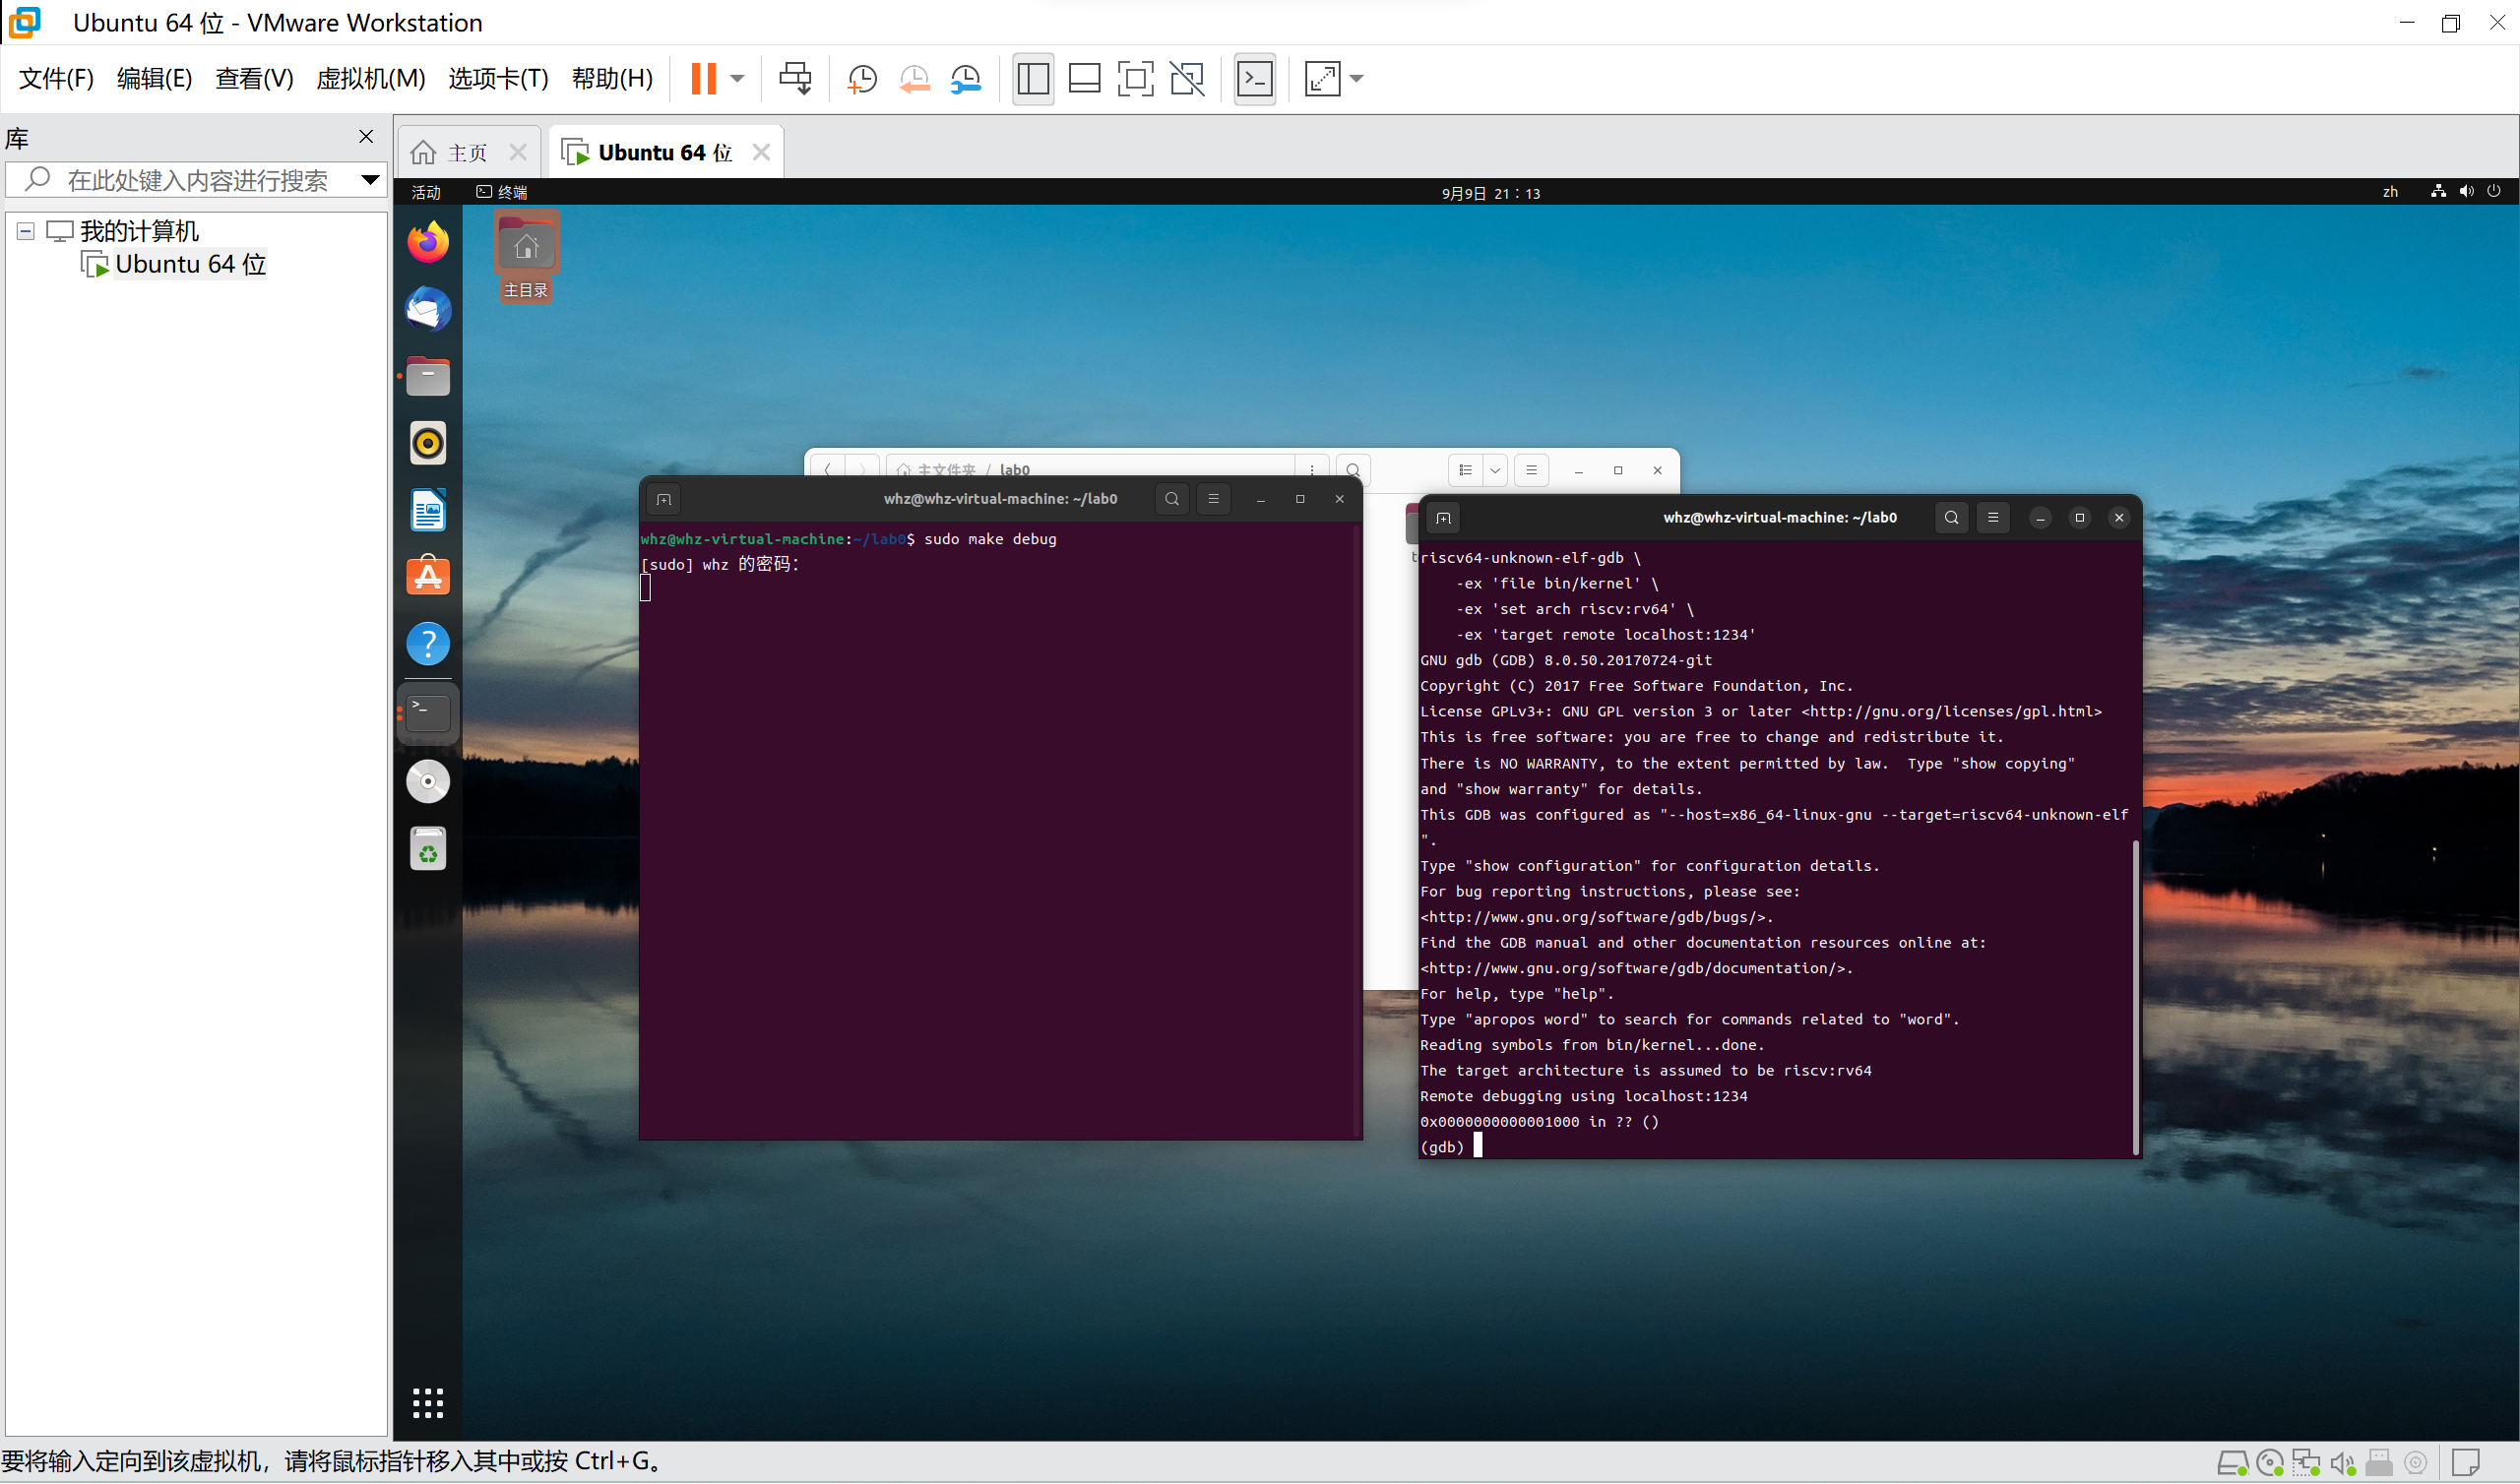 Ubuntu 64 位 - VMware Workstation
文件(F) 编辑(E) 查看(V) 虚拟机(M) 选项卡(T) 帮助(H)
库
在此处键入内容进行搜索
我的计算机
Ubuntu 64 位
主页
Ubuntu 64 位
活动
终端
9月9日 21：13
zh
主目录
主文件夹 / lab0
whz@whz-virtual-machine: ~/lab0
whz@whz-virtual-machine:~/lab0$ sudo make debug
[sudo] whz 的密码：
t
whz@whz-virtual-machine: ~/lab0
riscv64-unknown-elf-gdb \
-ex 'file bin/kernel' \
-ex 'set arch riscv:rv64' \
-ex 'target remote localhost:1234'
GNU gdb (GDB) 8.0.50.20170724-git
Copyright (C) 2017 Free Software Foundation, Inc.
License GPLv3+: GNU GPL version 3 or later <http://gnu.org/licenses/gpl.html>
This is free software: you are free to change and redistribute it.
There is NO WARRANTY, to the extent permitted by law.  Type "show copying"
and "show warranty" for details.
This GDB was configured as "--host=x86_64-linux-gnu --target=riscv64-unknown-elf
".
Type "show configuration" for configuration details.
For bug reporting instructions, please see:
<http://www.gnu.org/software/gdb/bugs/>.
Find the GDB manual and other documentation resources online at:
<http://www.gnu.org/software/gdb/documentation/>.
For help, type "help".
Type "apropos word" to search for commands related to "word".
Reading symbols from bin/kernel...done.
The target architecture is assumed to be riscv:rv64
Remote debugging using localhost:1234
0x0000000000001000 in ?? ()
(gdb)
要将输入定向到该虚拟机，请将鼠标指针移入其中或按 Ctrl+G。